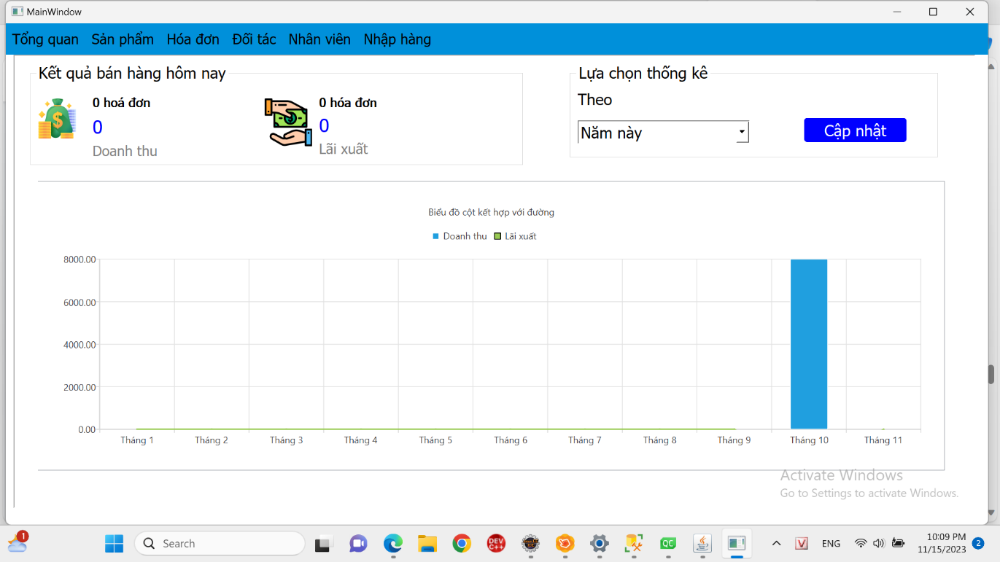 MainWindow
Tổng quan Sản phẩm Hóa đơn Đối tác Nhân viên Nhập hàng
Kết quả bán hàng hôm nay
0 hoá đơn
0
Doanh thu
0 hóa đơn
0
Lãi xuất
Lựa chọn thống kê
Theo
Năm này
Cập nhật
Biểu đồ cột kết hợp với đường
Doanh thu Lãi xuất
8000.00
6000.00
4000.00
2000.00
0.00
Tháng 1 Tháng 2 Tháng 3 Tháng 4 Tháng 5 Tháng 6 Tháng 7 Tháng 8 Tháng 9 Tháng 10 Tháng 11
Activate Windows
Go to Settings to activate Windows.
1
Search
DEV C++
QC
V
ENG
10:09 PM
11/15/2023
2